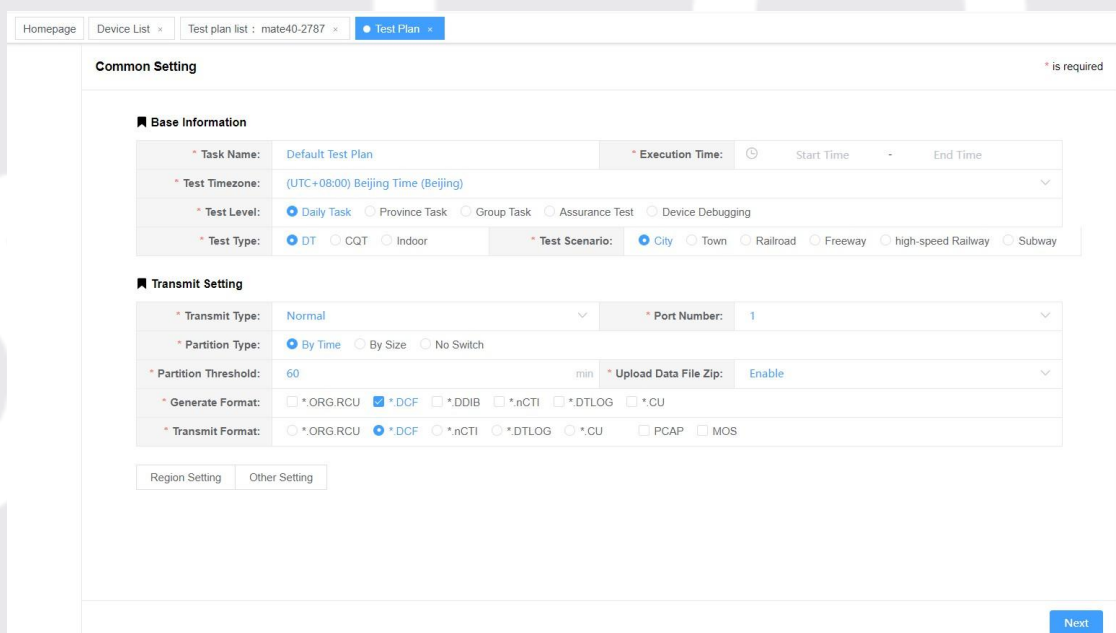 Homepage Device List × Test plan list : mate40-2787 × Test Plan ×
Common Setting * is required
Base Information
* Task Name: Default Test Plan * Execution Time: Start Time - End Time
* Test Timezone: (UTC+08:00) Beijing Time (Beijing)
* Test Level: Daily Task Province Task Group Task Assurance Test Device Debugging
* Test Type: DT CQT Indoor * Test Scenario: City Town Railroad Freeway high-speed Railway Subway
Transmit Setting
* Transmit Type: Normal * Port Number: 1
* Partition Type: By Time By Size No Switch
* Partition Threshold: 60 min * Upload Data File Zip: Enable
* Generate Format: *.ORG.RCU *.DCF *.DDIB *.nCTI *.DTLOG *.CU
* Transmit Format: *.ORG.RCU *.DCF *.nCTI *.DTLOG *.CU PCAP MOS
Region Setting Other Setting
Next